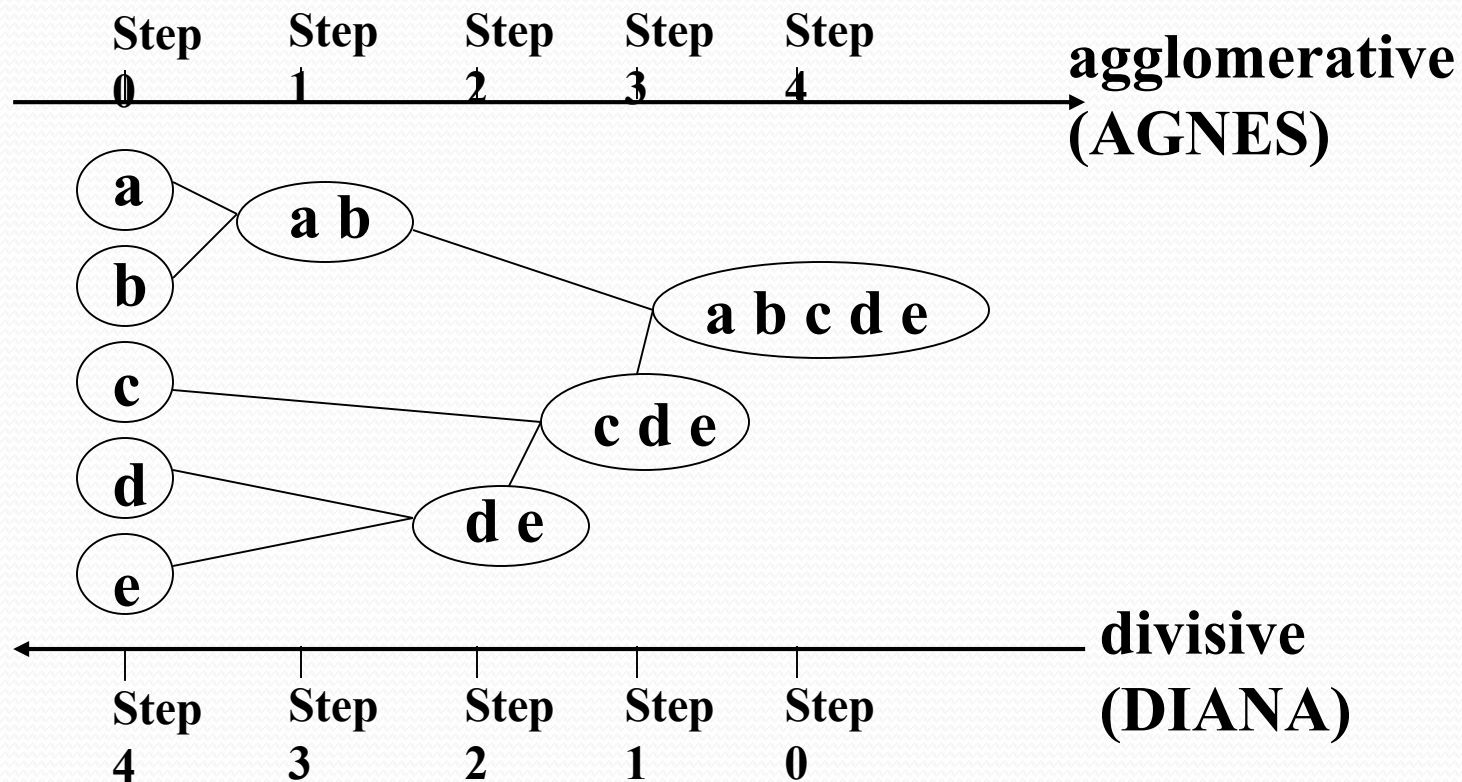 Step 0
Step 1
Step 2
Step 3
Step 4
agglomerative
(AGNES)
a
a b
b
a b c d e
c
c d e
d
d e
e
divisive
(DIANA)
Step 4
Step 3
Step 2
Step 1
Step 0